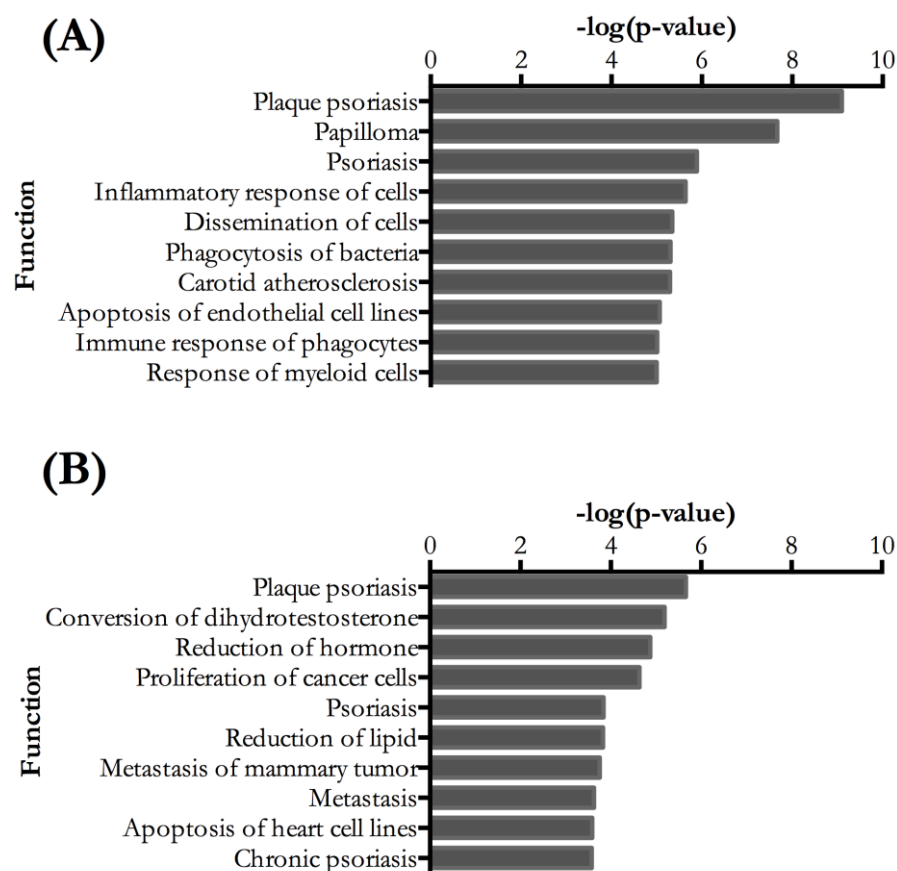 (A)
-log(p-value)
0 2 4 6 8 10
Function
Plaque psoriasis
Papilloma
Psoriasis
Inflammatory response of cells
Dissemination of cells
Phagocytosis of bacteria
Carotid atherosclerosis
Apoptosis of endothelial cell lines
Immune response of phagocytes
Response of myeloid cells
(B)
-log(p-value)
0 2 4 6 8 10
Function
Plaque psoriasis
Conversion of dihydrotestosterone
Reduction of hormone
Proliferation of cancer cells
Psoriasis
Reduction of lipid
Metastasis of mammary tumor
Metastasis
Apoptosis of heart cell lines
Chronic psoriasis